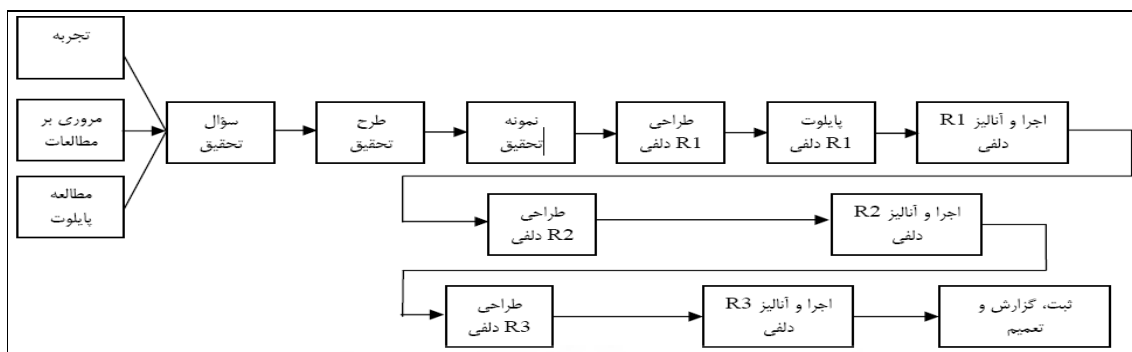 تجربه
مروری بر
مطالعات
مطالعه
پایلوت
سؤال
تحقیق
طرح
تحقیق
نمونه
تحقیق
طراحی
R1 دلفی
پایلوت
R1 دلفی
اجرا و آنالیز R1
دلفی
طراحی
R2 دلفی
اجرا و آنالیز R2
دلفی
طراحی
R3 دلفی
اجرا و آنالیز R3
دلفی
ثبت، گزارش و
تعمیم